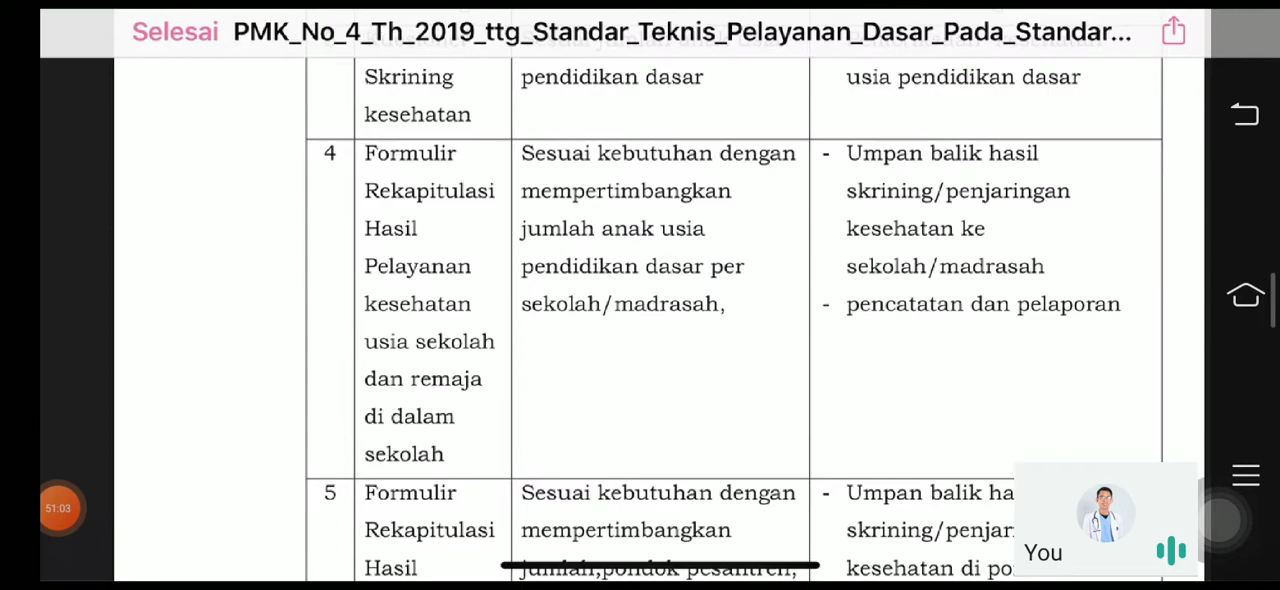 Selesai PMK_No_4_Th_2019_ttg_Standar_Teknis_Pelayanan_Dasar_Pada_Standar...
Skrining pendidikan dasar usia pendidikan dasar
kesehatan
4 Formulir Sesuai kebutuhan dengan - Umpan balik hasil
Rekapitulasi mempertimbangkan skrining/penjaringan
Hasil jumlah anak usia kesehatan ke
Pelayanan pendidikan dasar per sekolah/madrasah
kesehatan sekolah/madrasah, - pencatatan dan pelaporan
usia sekolah
dan remaja
di dalam
sekolah
5 Formulir Sesuai kebutuhan dengan - Umpan balik ha
Rekapitulasi mempertimbangkan skrining/penjar
Hasil jumlah,pondok pesantren, kesehatan di po
51:03
You